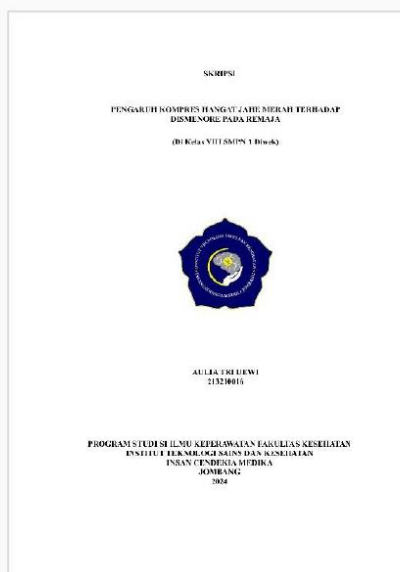 SKRIPSI
PENGARUH KOMPRES HANGAT JAHE MERAH TERHADAP
DISMENORE PADA REMAJA
(Di Kelas VIII SMPN 1 Diwek)
AULIA TRI DEWI
213210016
PROGRAM STUDI S1 ILMU KEPERAWATAN FAKULTAS KESEHATAN
INSTITUT TEKNOLOGI SAINS DAN KESEHATAN
INSAN CENDEKIA MEDIKA
JOMBANG
2024